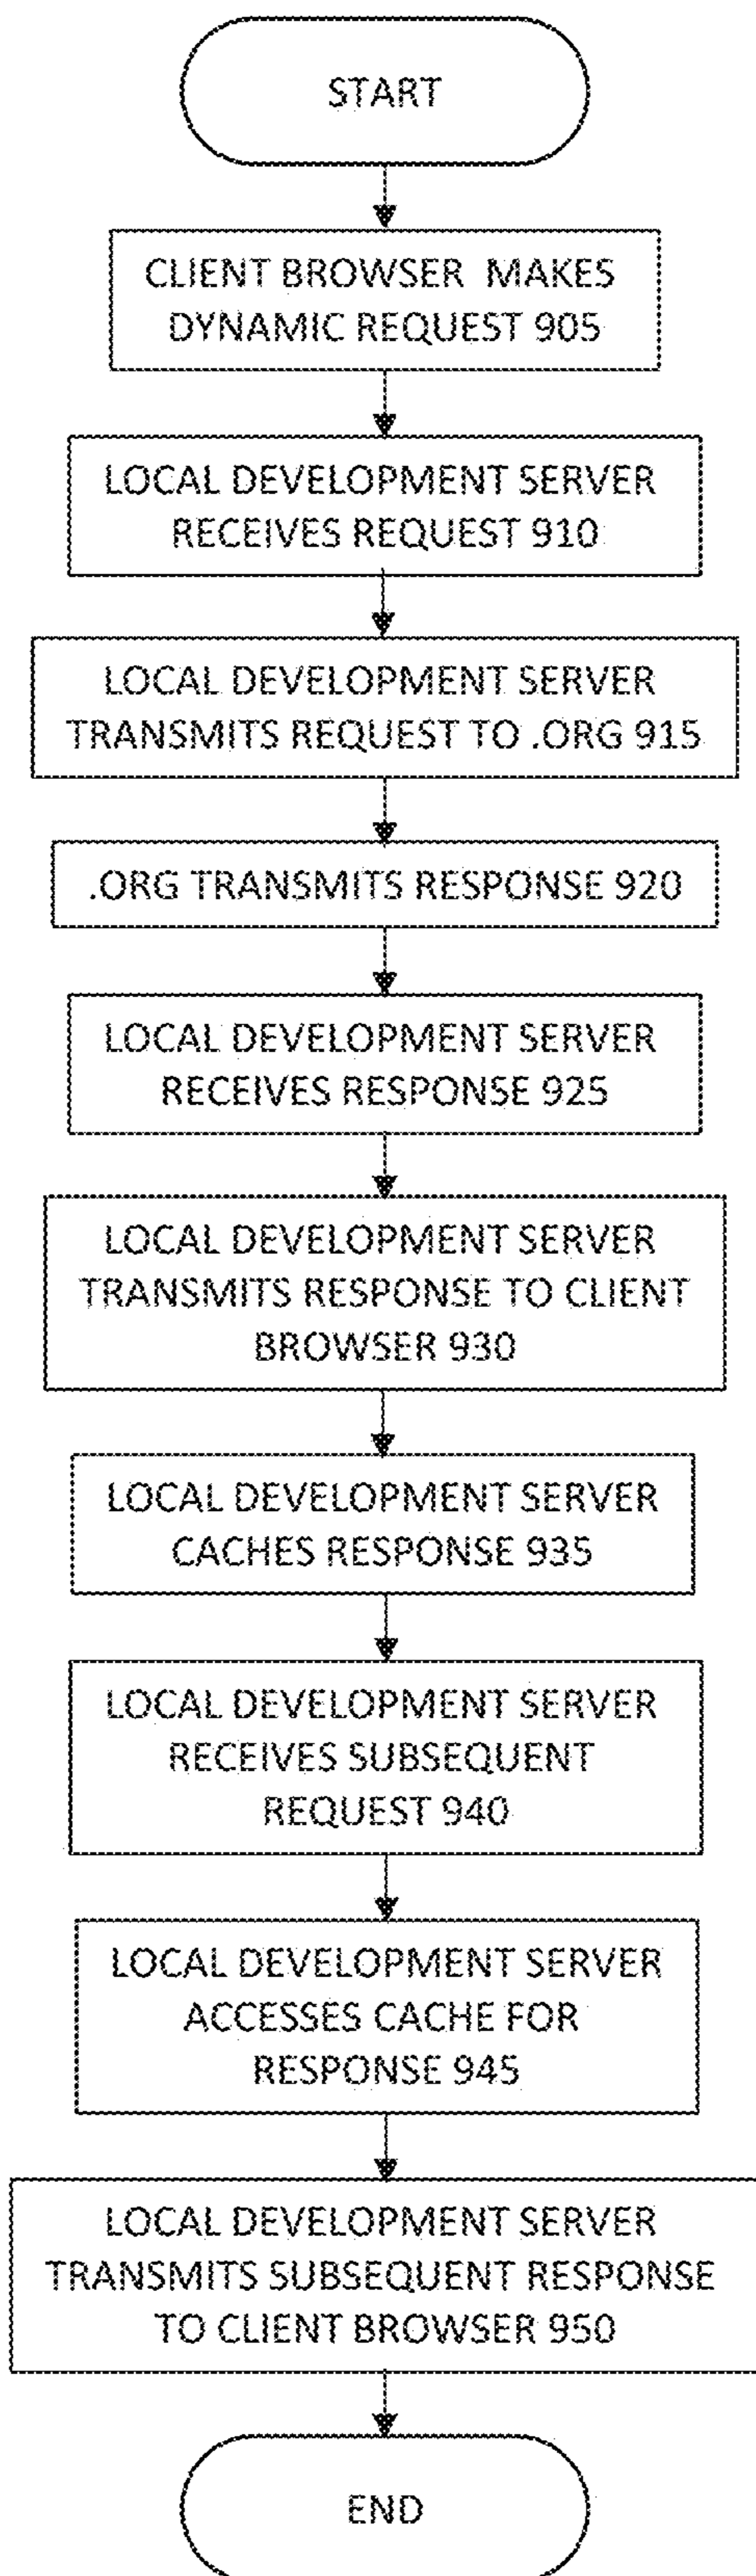 START
CLIENT BROWSER MAKES
DYNAMIC REQUEST 905
LOCAL DEVELOPMENT SERVER
RECEIVES REQUEST 910
LOCAL DEVELOPMENT SERVER
TRANSMITS REQUEST TO .ORG 915
.ORG TRANSMITS RESPONSE 920
LOCAL DEVELOPMENT SERVER
RECEIVES RESPONSE 925
LOCAL DEVELOPMENT SERVER
TRANSMITS RESPONSE TO CLIENT
BROWSER 930
LOCAL DEVELOPMENT SERVER
CACHES RESPONSE 935
LOCAL DEVELOPMENT SERVER
RECEIVES SUBSEQUENT
REQUEST 940
LOCAL DEVELOPMENT SERVER
ACCESSES CACHE FOR
RESPONSE 945
LOCAL DEVELOPMENT SERVER
TRANSMITS SUBSEQUENT RESPONSE
TO CLIENT BROWSER 950
END